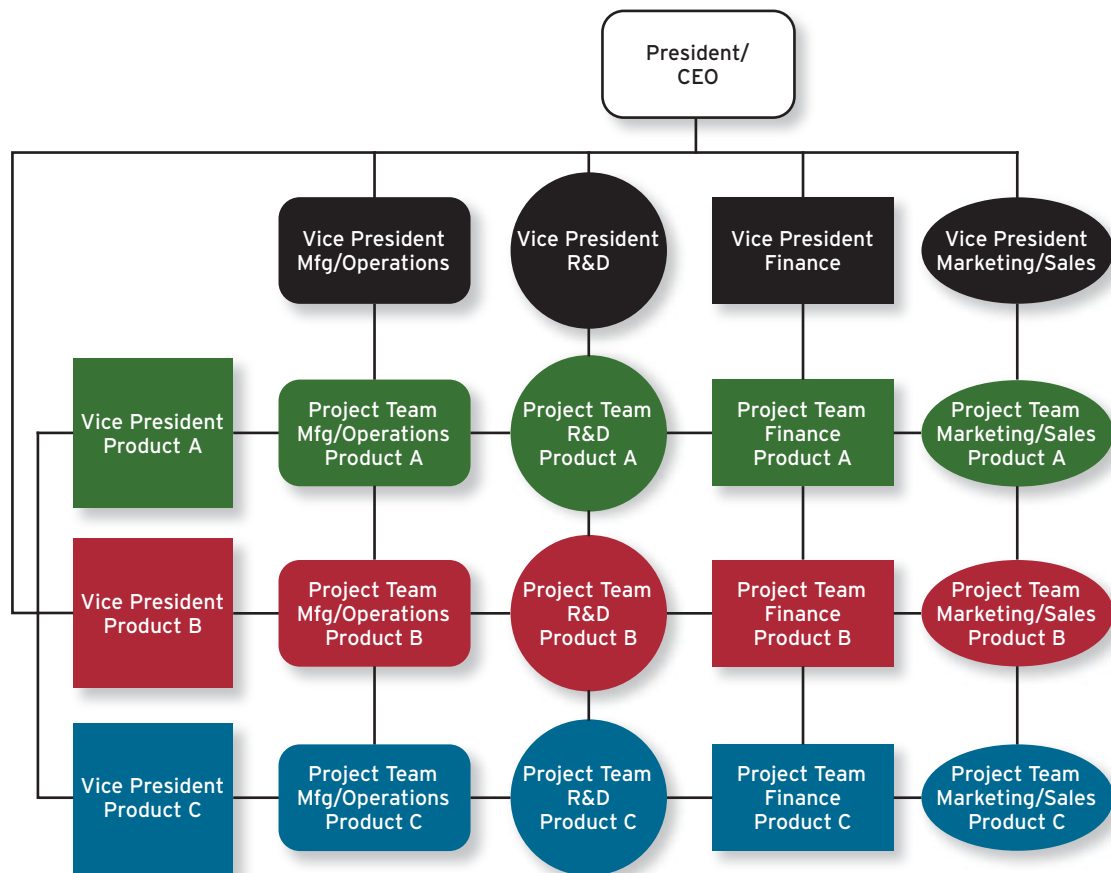 President/
CEO
Vice President
Mfg/Operations
Vice President
R&D
Vice President
Finance
Vice President
Marketing/Sales
Vice President
Product A
Project Team
Mfg/Operations
Product A
Project Team
R&D
Product A
Project Team
Finance
Product A
Project Team
Marketing/Sales
Product A
Vice President
Product B
Project Team
Mfg/Operations
Product B
Project Team
R&D
Product B
Project Team
Finance
Product B
Project Team
Marketing/Sales
Product B
Vice President
Product C
Project Team
Mfg/Operations
Product C
Project Team
R&D
Product C
Project Team
Finance
Product C
Project Team
Marketing/Sales
Product C